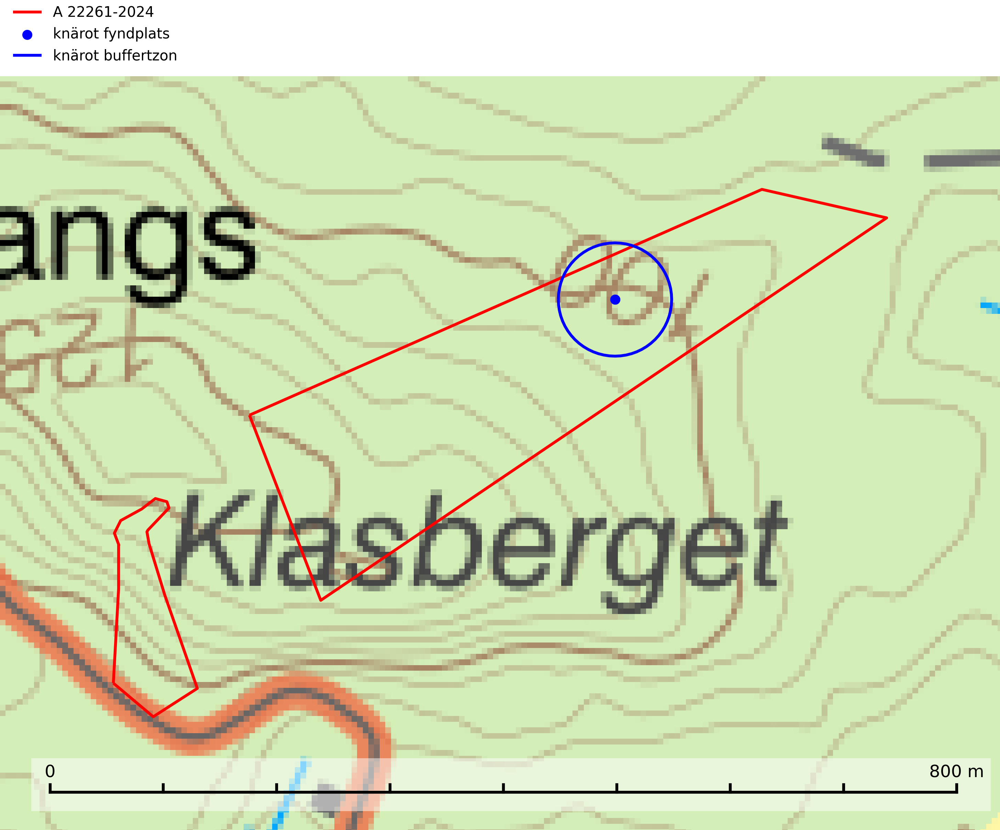 A 22261-2024
knärot fyndplats
knärot buffertzon
angs
Klasberget
0
800 m